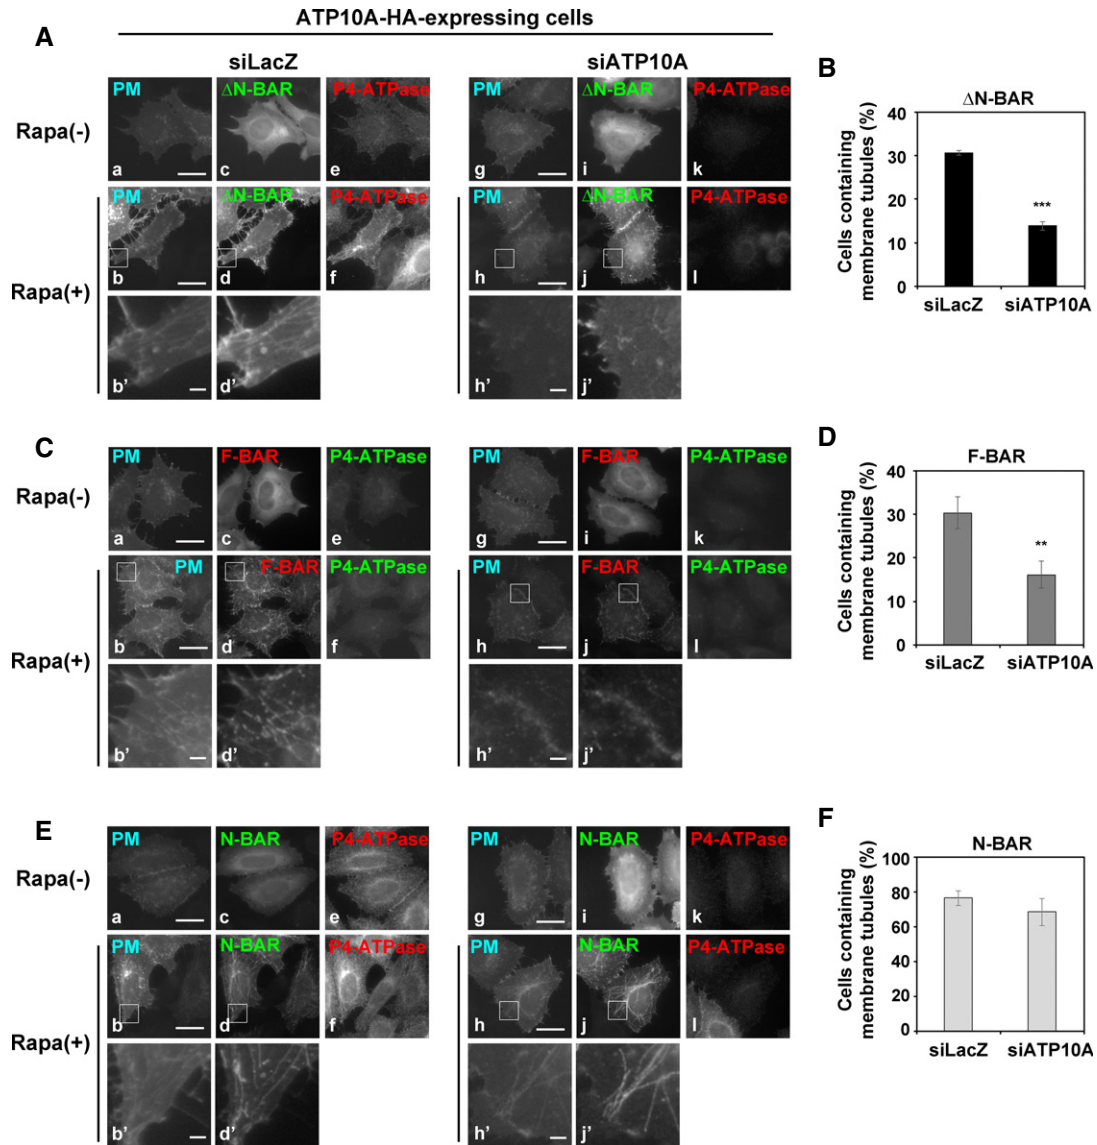 ATP10A-HA-expressing cells
A
siLacZ
siATP10A
Rapa(-)
PM
ΔN-BAR
P4-ATPase
PM
ΔN-BAR
P4-ATPase
a
c
e
g
i
k
Rapa(+)
PM
ΔN-BAR
P4-ATPase
PM
ΔN-BAR
P4-ATPase
b
d
f
h
j
l
b'
d'
h'
j'
B
ΔN-BAR
Cells containing
membrane tubules (%)
40
30
20
10
0
***
siLacZ
siATP10A
C
Rapa(-)
PM
F-BAR
P4-ATPase
PM
F-BAR
P4-ATPase
a
c
e
g
i
k
Rapa(+)
PM
F-BAR
P4-ATPase
PM
F-BAR
P4-ATPase
b
d
f
h
j
l
b'
d'
h'
j'
D
F-BAR
Cells containing
membrane tubules (%)
40
30
20
10
0
**
siLacZ
siATP10A
E
Rapa(-)
PM
N-BAR
P4-ATPase
PM
N-BAR
P4-ATPase
a
c
e
g
i
k
Rapa(+)
PM
N-BAR
P4-ATPase
PM
N-BAR
P4-ATPase
b
d
f
h
j
l
b'
d'
h'
j'
F
N-BAR
Cells containing
membrane tubules (%)
100
80
60
40
20
0
siLacZ
siATP10A